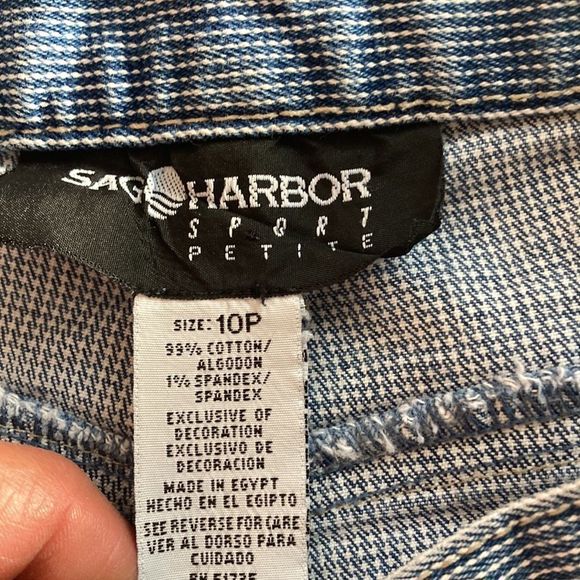 SAG HARBOR
SPORT
PETITE
SIZE: 10P
99% COTTON/
ALGODON
1% SPANDEX/
SPANDEX
EXCLUSIVE OF
DECORATION
EXCLUSIVO DE
DECORACION
MADE IN EGYPT
HECHO EN EL EGIPTO
SEE REVERSE FOR CARE
VER AL DORSO PARA
CUIDADO